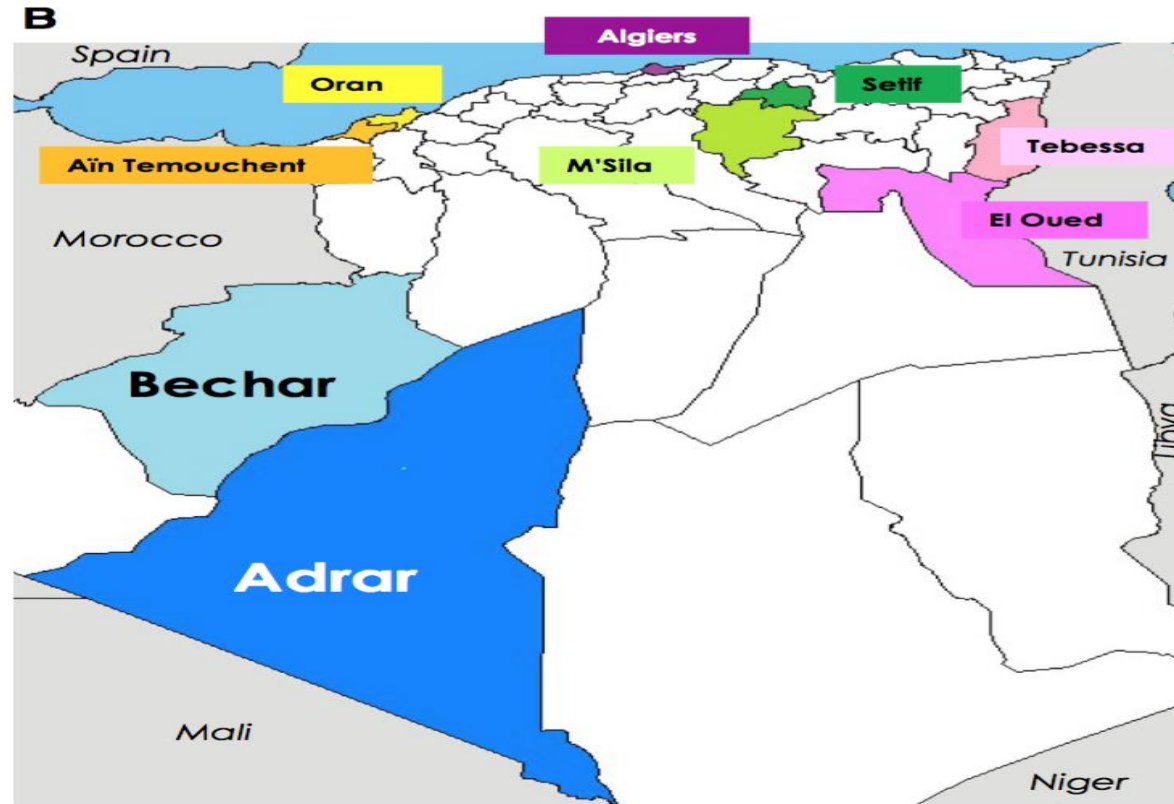 B
Spain
Algiers
Oran
Setif
Aïn Temouchent
M'Sila
Tebessa
Morocco
El Oued
Tunisia
Bechar
Libya
Adrar
Mali
Niger